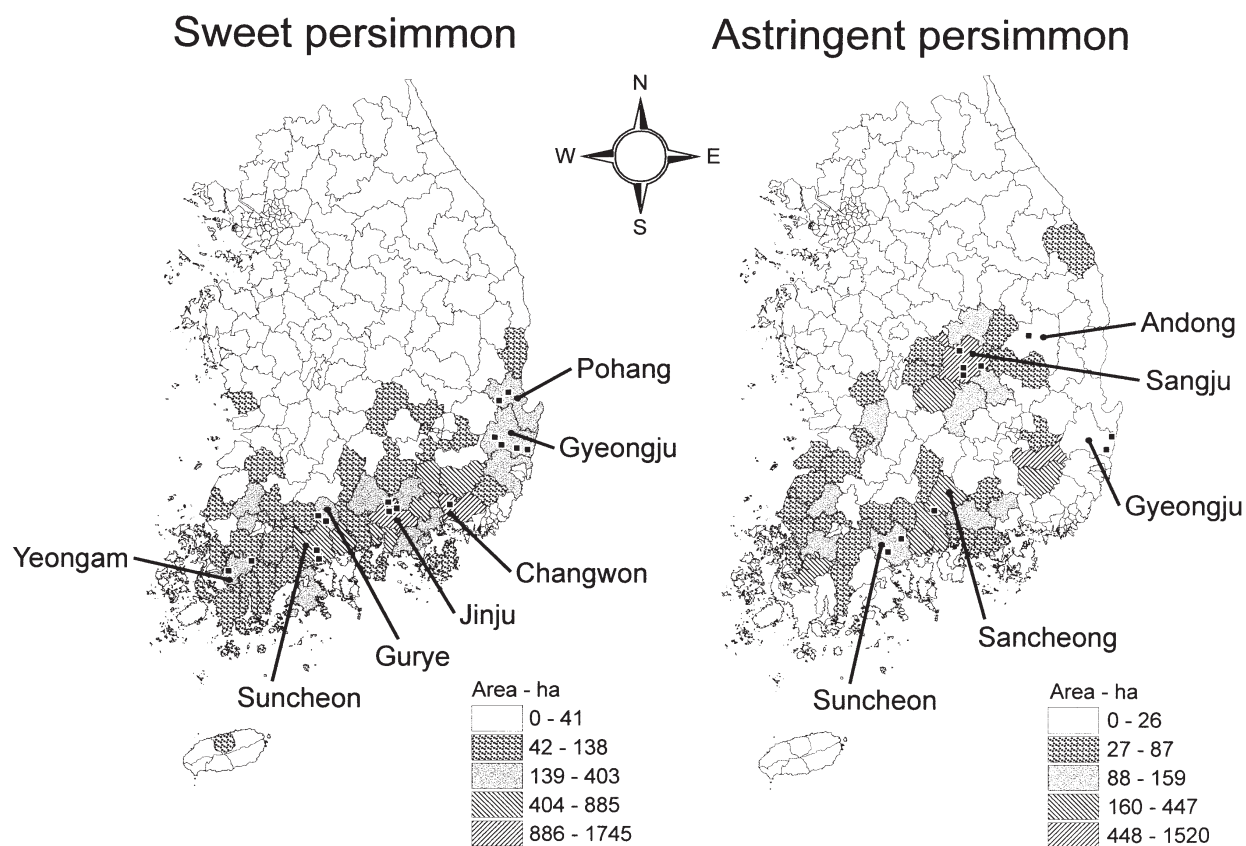 Sweet persimmon
Astringent persimmon
N
W
E
S
Pohang
Gyeongju
Changwon
Jinju
Gurye
Suncheon
Yeongam
Area - ha
0 - 41
42 - 138
139 - 403
404 - 885
886 - 1745
Andong
Sangju
Gyeongju
Sancheong
Suncheon
Area - ha
0 - 26
27 - 87
88 - 159
160 - 447
448 - 1520